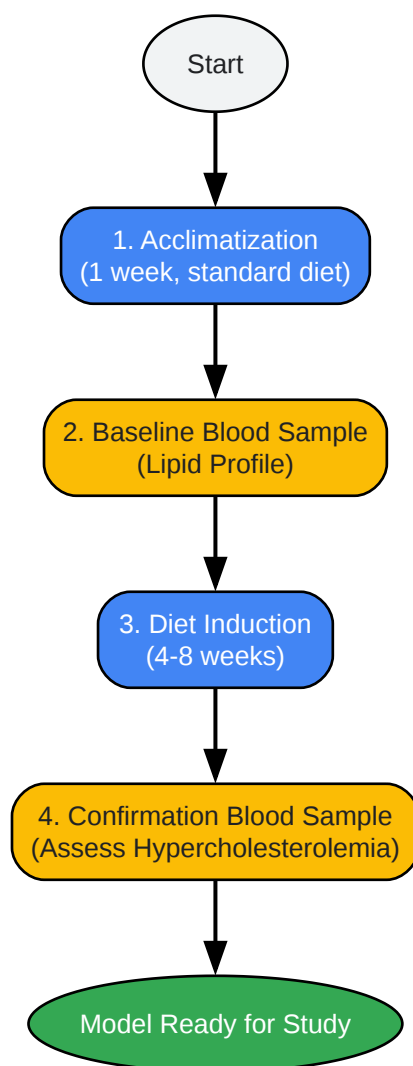 Start
1. Acclimatization
(1 week, standard diet)
2. Baseline Blood Sample
(Lipid Profile)
3. Diet Induction
(4-8 weeks)
4. Confirmation Blood Sample
(Assess Hypercholesterolemia)
Model Ready for Study